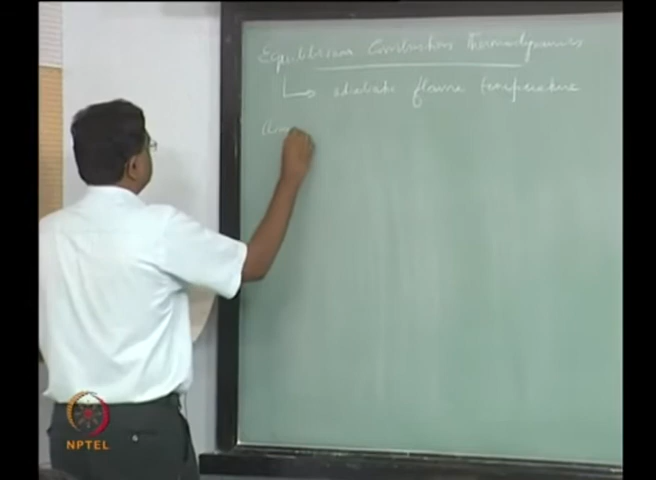 Equilibrium Combustion Thermodynamics
↳ adiabatic flame temperature
NPTEL